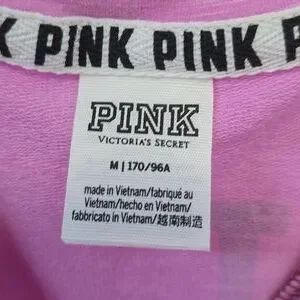 K PINK PINK P
PINK
VICTORIA'S SECRET
M | 170/96A
made in Vietnam/fabriqué au
Vietnam/hecho en Vietnam/
fabbricato in Vietnam/越南制造